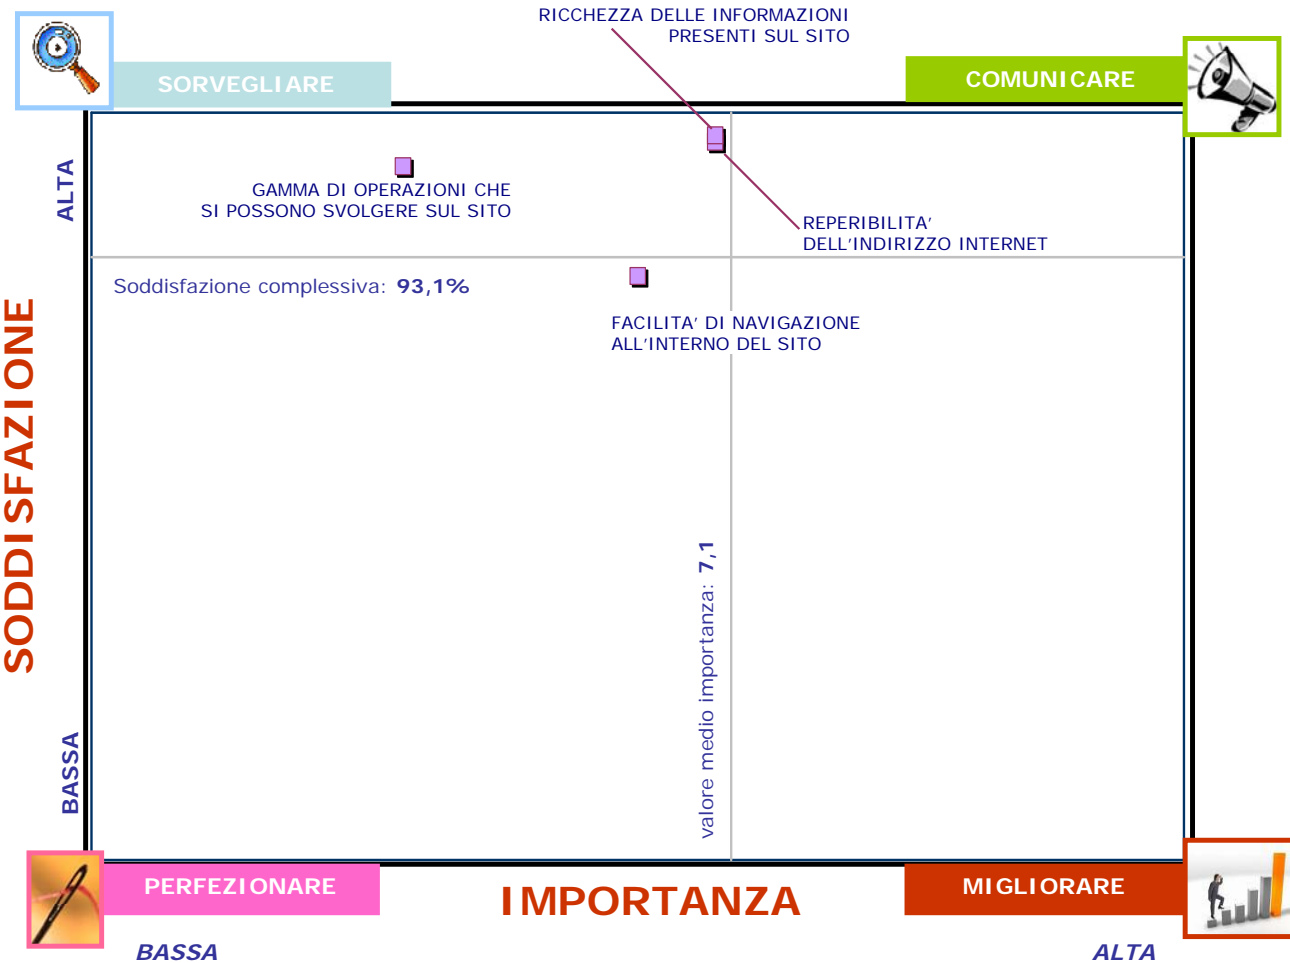 RICCHEZZA DELLE INFORMAZIONI
PRESENTI SUL SITO
SORVEGLIARE
COMUNICARE
ALTA
GAMMA DI OPERAZIONI CHE
SI POSSONO SVOLGERE SUL SITO
REPERIBILITA'
DELL'INDIRIZZO INTERNET
Soddisfazione complessiva: 93,1%
FACILITA' DI NAVIGAZIONE
ALL'INTERNO DEL SITO
SODDISFAZIONE
valore medio importanza: 7,1
BASSA
PERFEZIONARE
IMPORTANZA
MIGLIORARE
BASSA
ALTA